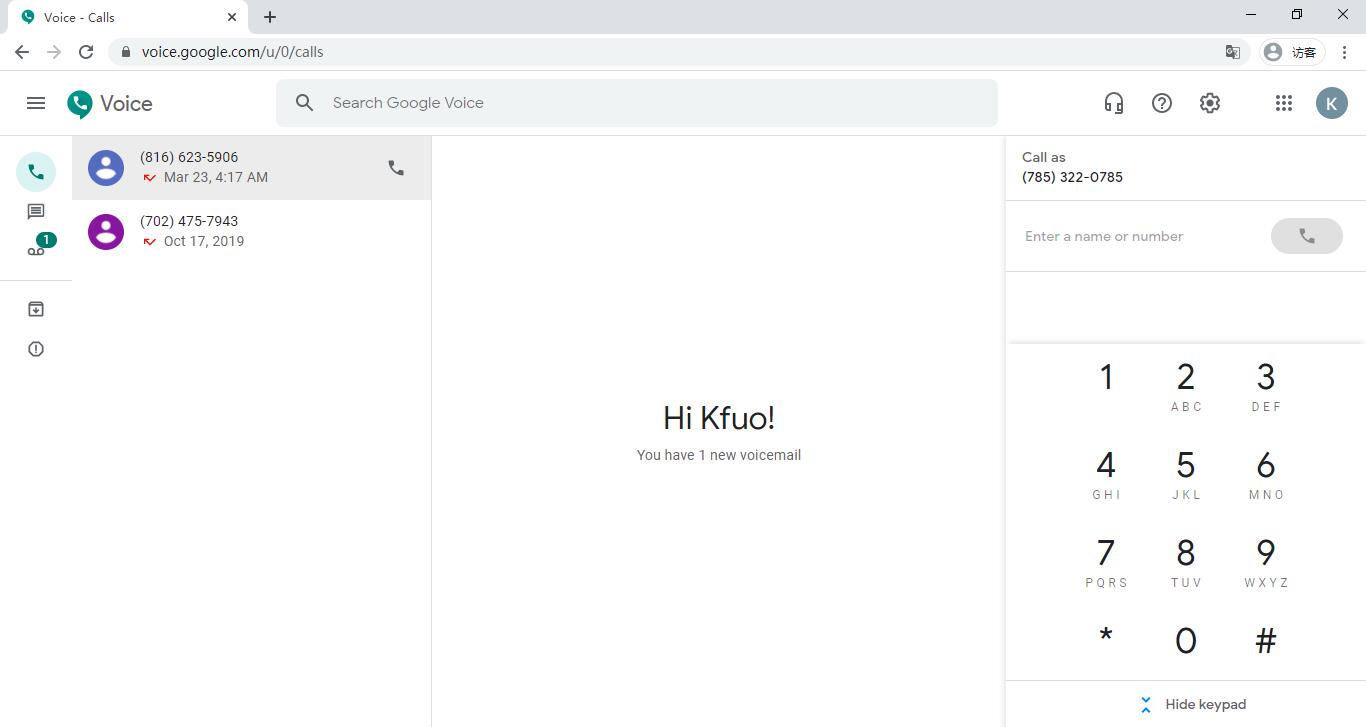 Voice - Calls
voice.google.com/u/0/calls
访客
Voice
Search Google Voice
K
(816) 623-5906
Mar 23, 4:17 AM
(702) 475-7943
Oct 17, 2019
1
Hi Kfuo!
You have 1 new voicemail
Call as
(785) 322-0785
Enter a name or number
1 2 3
ABC DEF
4 5 6
GHI JKL MNO
7 8 9
PQRS TUV WXYZ
* 0 #
Hide keypad